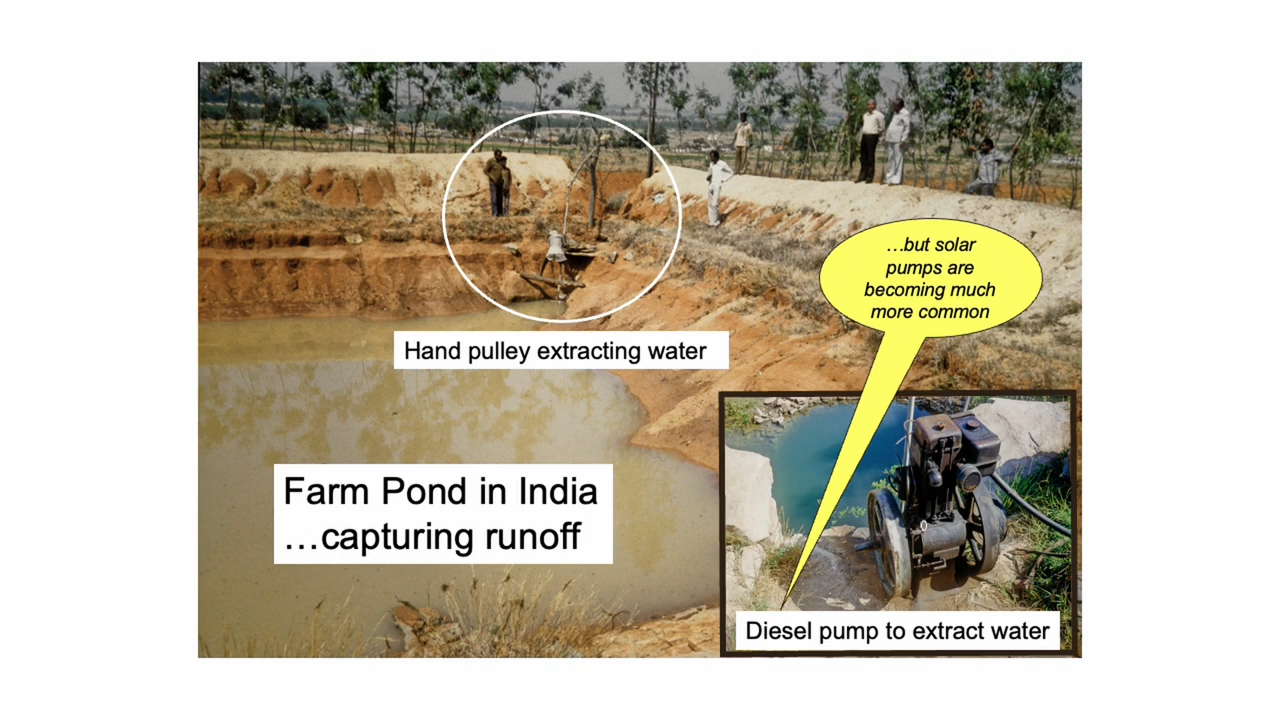 …but solar
pumps are
becoming much
more common
Hand pulley extracting water
Farm Pond in India
…capturing runoff
Diesel pump to extract water